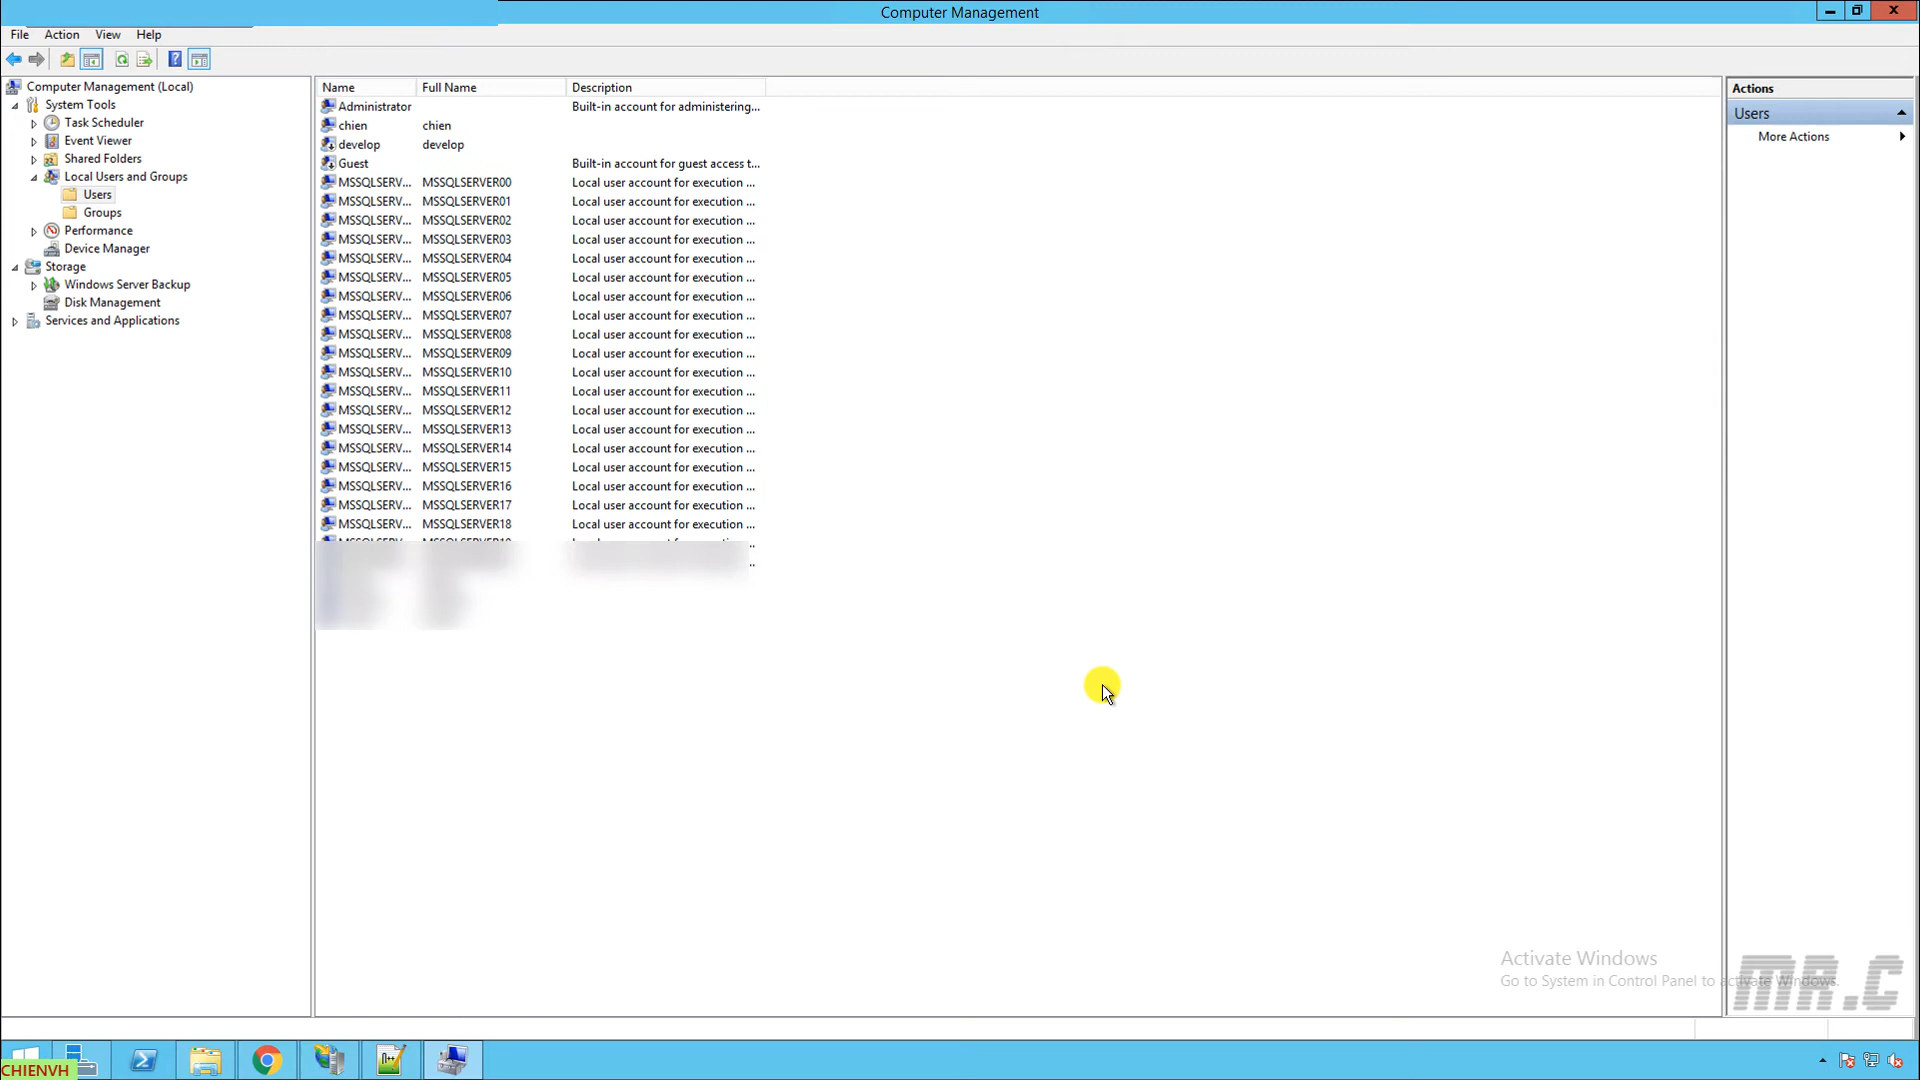 Computer Management
File Action View Help
Computer Management (Local)
System Tools
Task Scheduler
Event Viewer
Shared Folders
Local Users and Groups
Users
Groups
Performance
Device Manager
Storage
Windows Server Backup
Disk Management
Services and Applications
Name Full Name Description
Administrator Built-in account for administering...
chien chien
develop develop
Guest Built-in account for guest access t...
MSSQLSERV... MSSQLSERVER00 Local user account for execution ...
MSSQLSERV... MSSQLSERVER01 Local user account for execution ...
MSSQLSERV... MSSQLSERVER02 Local user account for execution ...
MSSQLSERV... MSSQLSERVER03 Local user account for execution ...
MSSQLSERV... MSSQLSERVER04 Local user account for execution ...
MSSQLSERV... MSSQLSERVER05 Local user account for execution ...
MSSQLSERV... MSSQLSERVER06 Local user account for execution ...
MSSQLSERV... MSSQLSERVER07 Local user account for execution ...
MSSQLSERV... MSSQLSERVER08 Local user account for execution ...
MSSQLSERV... MSSQLSERVER09 Local user account for execution ...
MSSQLSERV... MSSQLSERVER10 Local user account for execution ...
MSSQLSERV... MSSQLSERVER11 Local user account for execution ...
MSSQLSERV... MSSQLSERVER12 Local user account for execution ...
MSSQLSERV... MSSQLSERVER13 Local user account for execution ...
MSSQLSERV... MSSQLSERVER14 Local user account for execution ...
MSSQLSERV... MSSQLSERVER15 Local user account for execution ...
MSSQLSERV... MSSQLSERVER16 Local user account for execution ...
MSSQLSERV... MSSQLSERVER17 Local user account for execution ...
MSSQLSERV... MSSQLSERVER18 Local user account for execution ...
Actions
Users
More Actions
Activate Windows
Go to System in Control Panel to activate Windows.
MR.C
CHIENVH